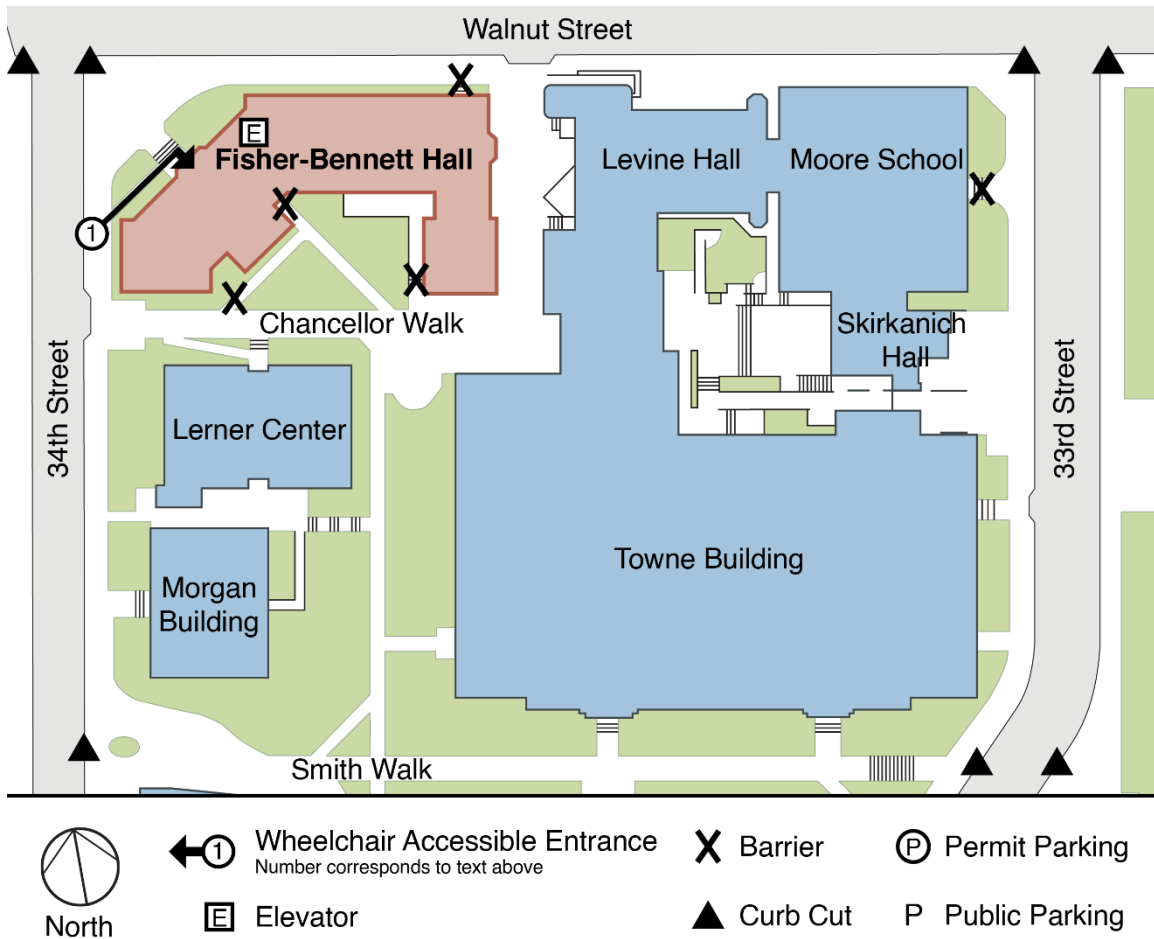 Walnut Street
E
Fisher-Bennett Hall
Levine Hall
Moore School
1
Chancellor Walk
Skirkanich
Hall
34th Street
33rd Street
Lerner Center
Towne Building
Morgan
Building
Smith Walk
1 Wheelchair Accessible Entrance
Number corresponds to text above
Barrier
P Permit Parking
North
E Elevator
Curb Cut
P Public Parking